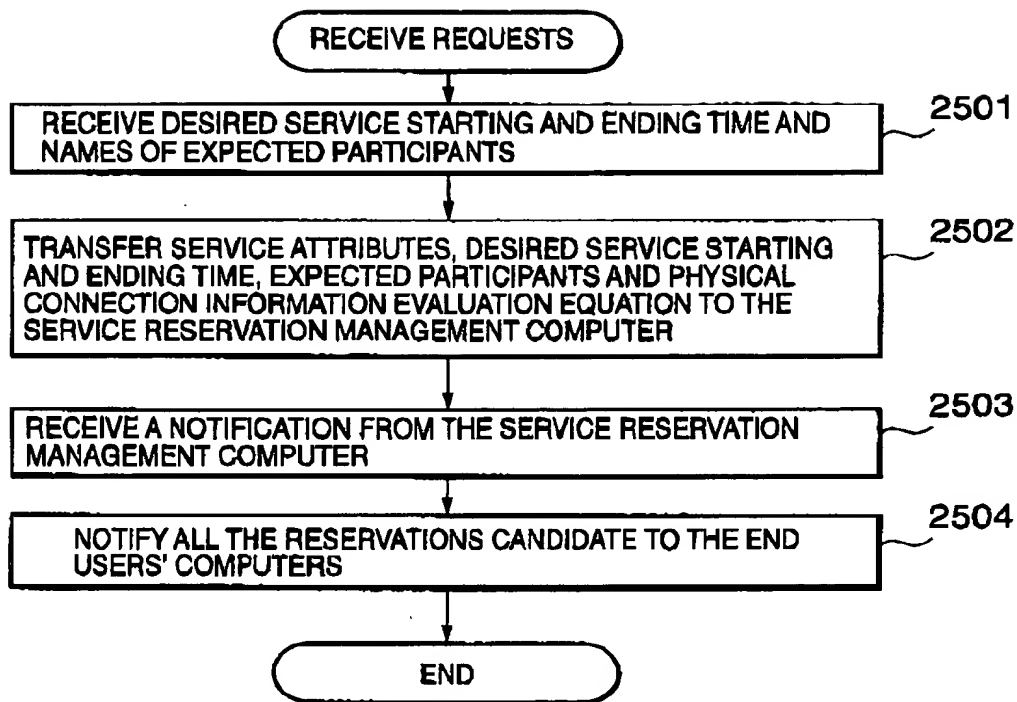 RECEIVE REQUESTS
2501
RECEIVE DESIRED SERVICE STARTING AND ENDING TIME AND
NAMES OF EXPECTED PARTICIPANTS
2502
TRANSFER SERVICE ATTRIBUTES, DESIRED SERVICE STARTING
AND ENDING TIME, EXPECTED PARTICIPANTS AND PHYSICAL
CONNECTION INFORMATION EVALUATION EQUATION TO THE
SERVICE RESERVATION MANAGEMENT COMPUTER
2503
RECEIVE A NOTIFICATION FROM THE SERVICE RESERVATION
MANAGEMENT COMPUTER
2504
NOTIFY ALL THE RESERVATIONS CANDIDATE TO THE END
USERS' COMPUTERS
END